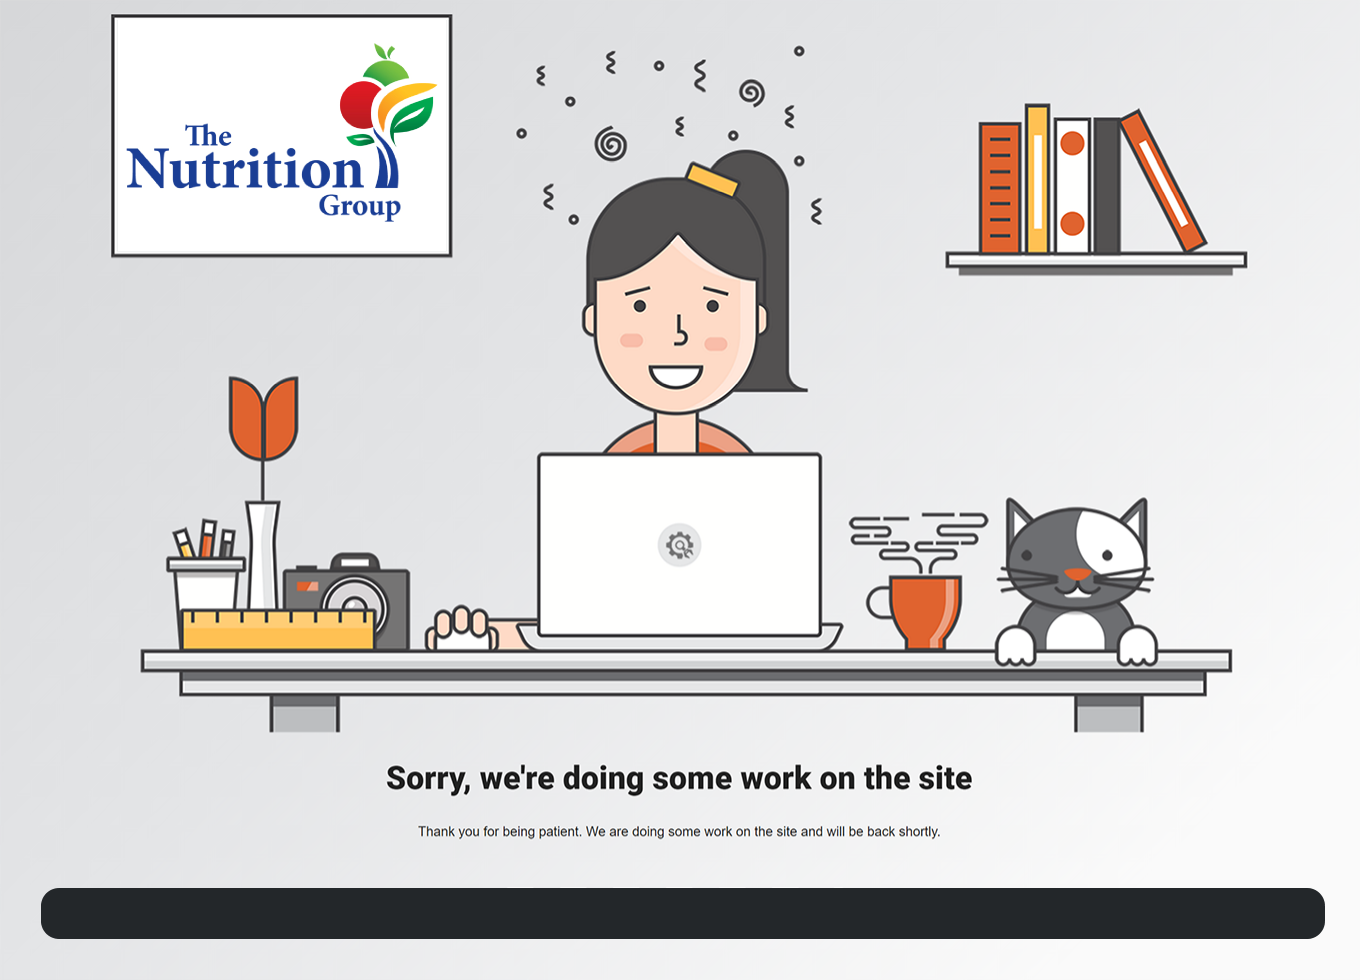 The
Nutrition
Group
Sorry, we're doing some work on the site
Thank you for being patient. We are doing some work on the site and will be back shortly.